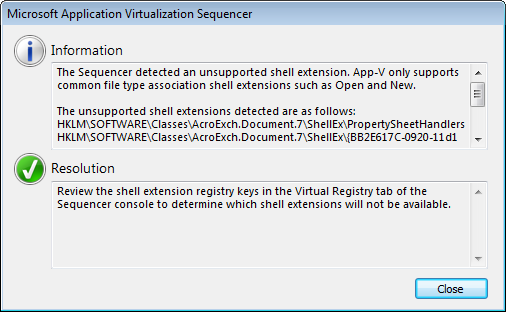 Microsoft Application Virtualization Sequencer
Information
The Sequencer detected an unsupported shell extension. App-V only supports
common file type association shell extensions such as Open and New.
The unsupported shell extensions detected are as follows:
HKLM\SOFTWARE\Classes\AcroExch.Document.7\ShellEx\PropertySheetHandlers
HKLM\SOFTWARE\Classes\AcroExch.Document.7\ShellEx\{BB2E617C-0920-11d1
Resolution
Review the shell extension registry keys in the Virtual Registry tab of the
Sequencer console to determine which shell extensions will not be available.
Close